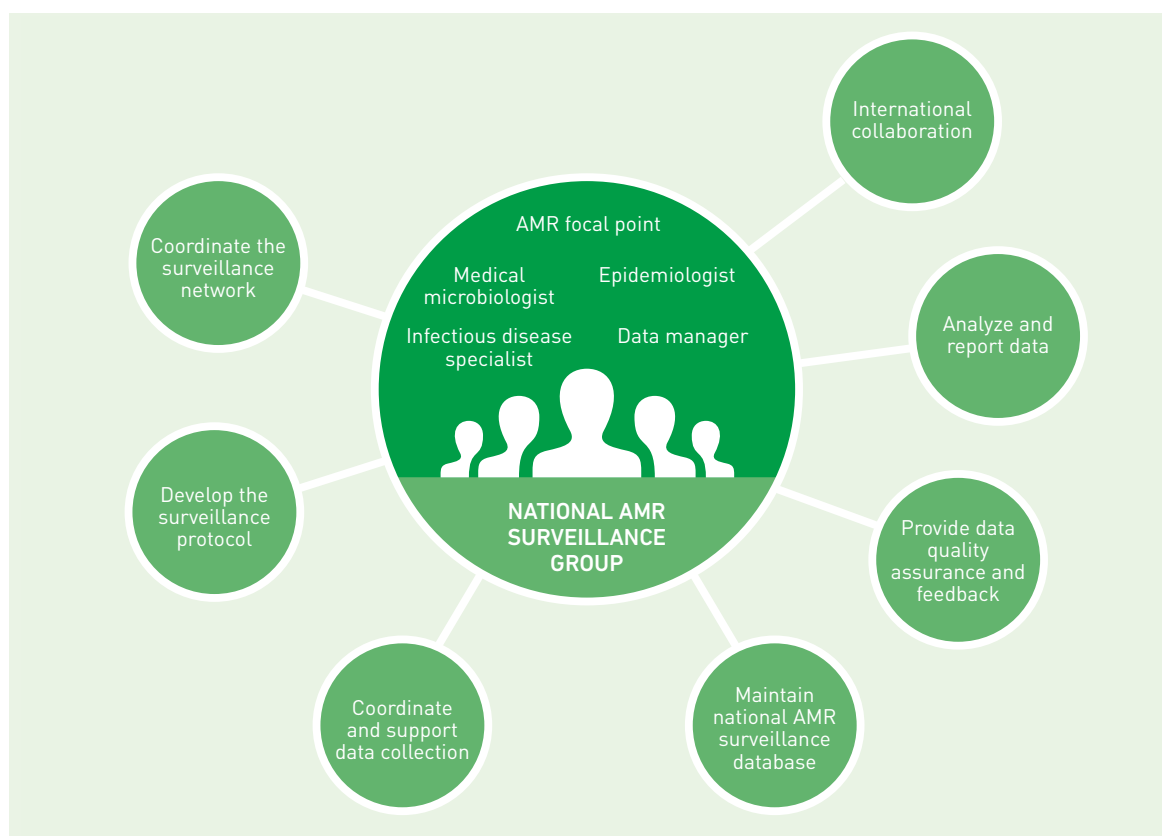 International
collaboration
AMR focal point
Medical
microbiologist
Epidemiologist
Infectious disease
specialist
Data manager
NATIONAL AMR
SURVEILLANCE
GROUP
Coordinate the
surveillance
network
Analyze and
report data
Develop the
surveillance
protocol
Provide data
quality
assurance and
feedback
Coordinate
and support
data collection
Maintain
national AMR
surveillance
database